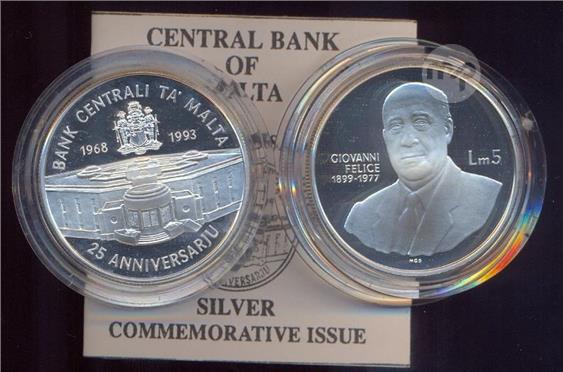 CENTRAL BANK
OF
MALTA
BANK CENTRALI TA' MALTA
1968 1993
25 ANNIVERSARJU
GIOVANNI
FELICE
1899-1977
Lm5
MGS
SILVER
COMMEMORATIVE ISSUE